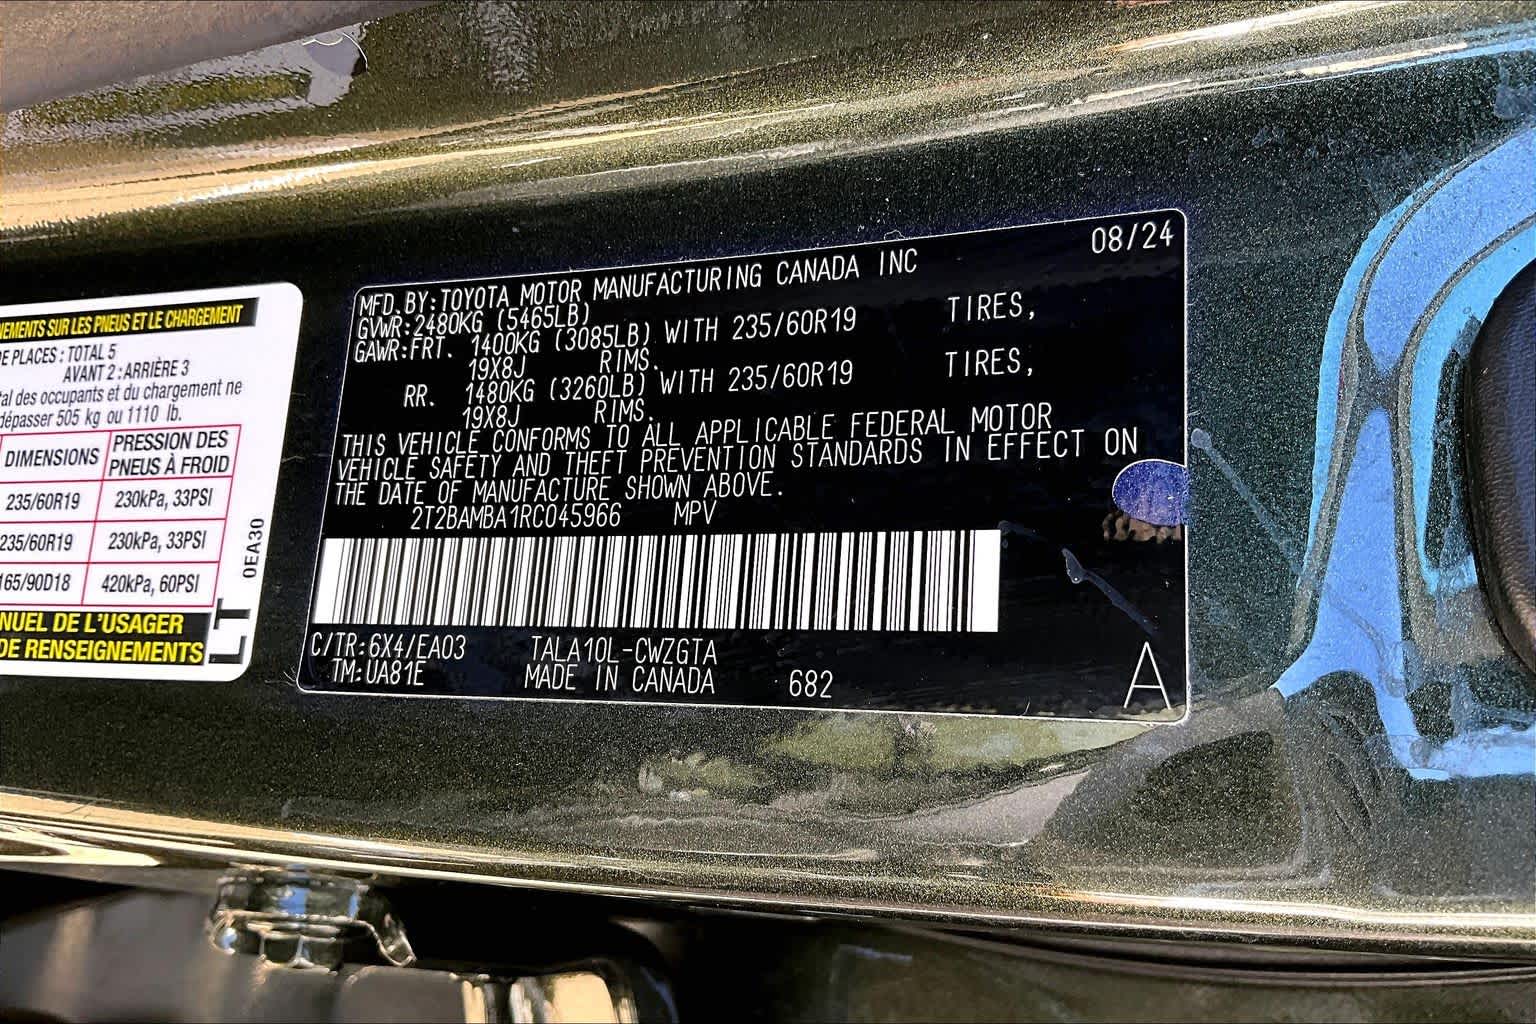 NEMENTS SUR LES PNEUS ET LE CHARGEMENT
DE PLACES : TOTAL 5
AVANT 2 : ARRIÈRE 3
tal des occupants et du chargement ne
dépasser 505 kg ou 1110 lb.
DIMENSIONS PRESSION DES PNEUS À FROID
235/60R19 230kPa, 33PSI
235/60R19 230kPa, 33PSI
165/90D18 420kPa, 60PSI
NUEL DE L'USAGER
DE RENSEIGNEMENTS
0EA30
08/24
MFD.BY:TOYOTA MOTOR MANUFACTURING CANADA INC
GVWR:2480KG (5465LB)
GAWR:FRT. 1400KG (3085LB) WITH 235/60R19 TIRES,
19X8J RIMS.
RR. 1480KG (3260LB) WITH 235/60R19 TIRES,
19X8J RIMS.
THIS VEHICLE CONFORMS TO ALL APPLICABLE FEDERAL MOTOR
VEHICLE SAFETY AND THEFT PREVENTION STANDARDS IN EFFECT ON
THE DATE OF MANUFACTURE SHOWN ABOVE.
2T2BAMBA1RC045966 MPV
C/TR:6X4/EA03 TALA10L-CWZGTA
TM:UA81E MADE IN CANADA 682
A